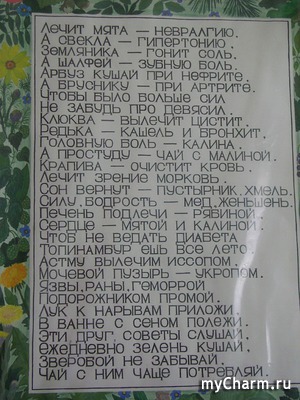 Лечит мята — невралгию.
А свекла — гипертонию.
Земляника — гонит соль.
А шалфей — зубную боль.
Арбуз кушай при нефрите.
А бруснику — при артрите.
Чтобы было больше сил
Не забудь про девясил.
Клюква — вылечит цистит.
Редька — кашель и бронхит.
Головную боль — калина.
А простуду — чай с малиной.
Крапива — очистит кровь.
Лечит зрение морковь.
Сон вернут — пустырник, хмель.
Силу, бодрость — мед, женьшень.
Печень подлечи — рябиной.
Сердце — мятой и калиной.
Чтоб не ведать диабета
Топинамбур ешь все лето.
Астму вылечим иссопом.
Мочевой пузырь — укропом.
Язвы, раны, геморрой
Подорожником промой.
Лук к нарывам приложи.
В ванне с сеном полежи.
Эти, друг, советы слушай,
Ежедневно зелень кушай,
Зверобой не забывай.
Чай с ним чаще потребляй.
myCharm.ru